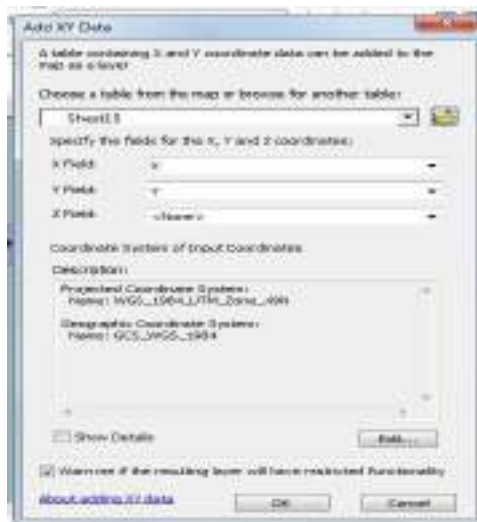 Add XY Data
A table containing X and Y coordinate data can be added to the
map as a layer
Choose a table from the map or browse for another table:
Specify the fields for the X, Y and Z coordinates:
X Field:
Y Field:
Z Field: <None>
Coordinate System of Input Coordinates
Description:
Projected Coordinate System:
Name: WGS_1984_UTM_Zone_49N
Geographic Coordinate System:
Name: GCS_WGS_1984
Show Details
Edit...
Warn me if the resulting layer will have restricted functionality
About adding XY data
OK
Cancel